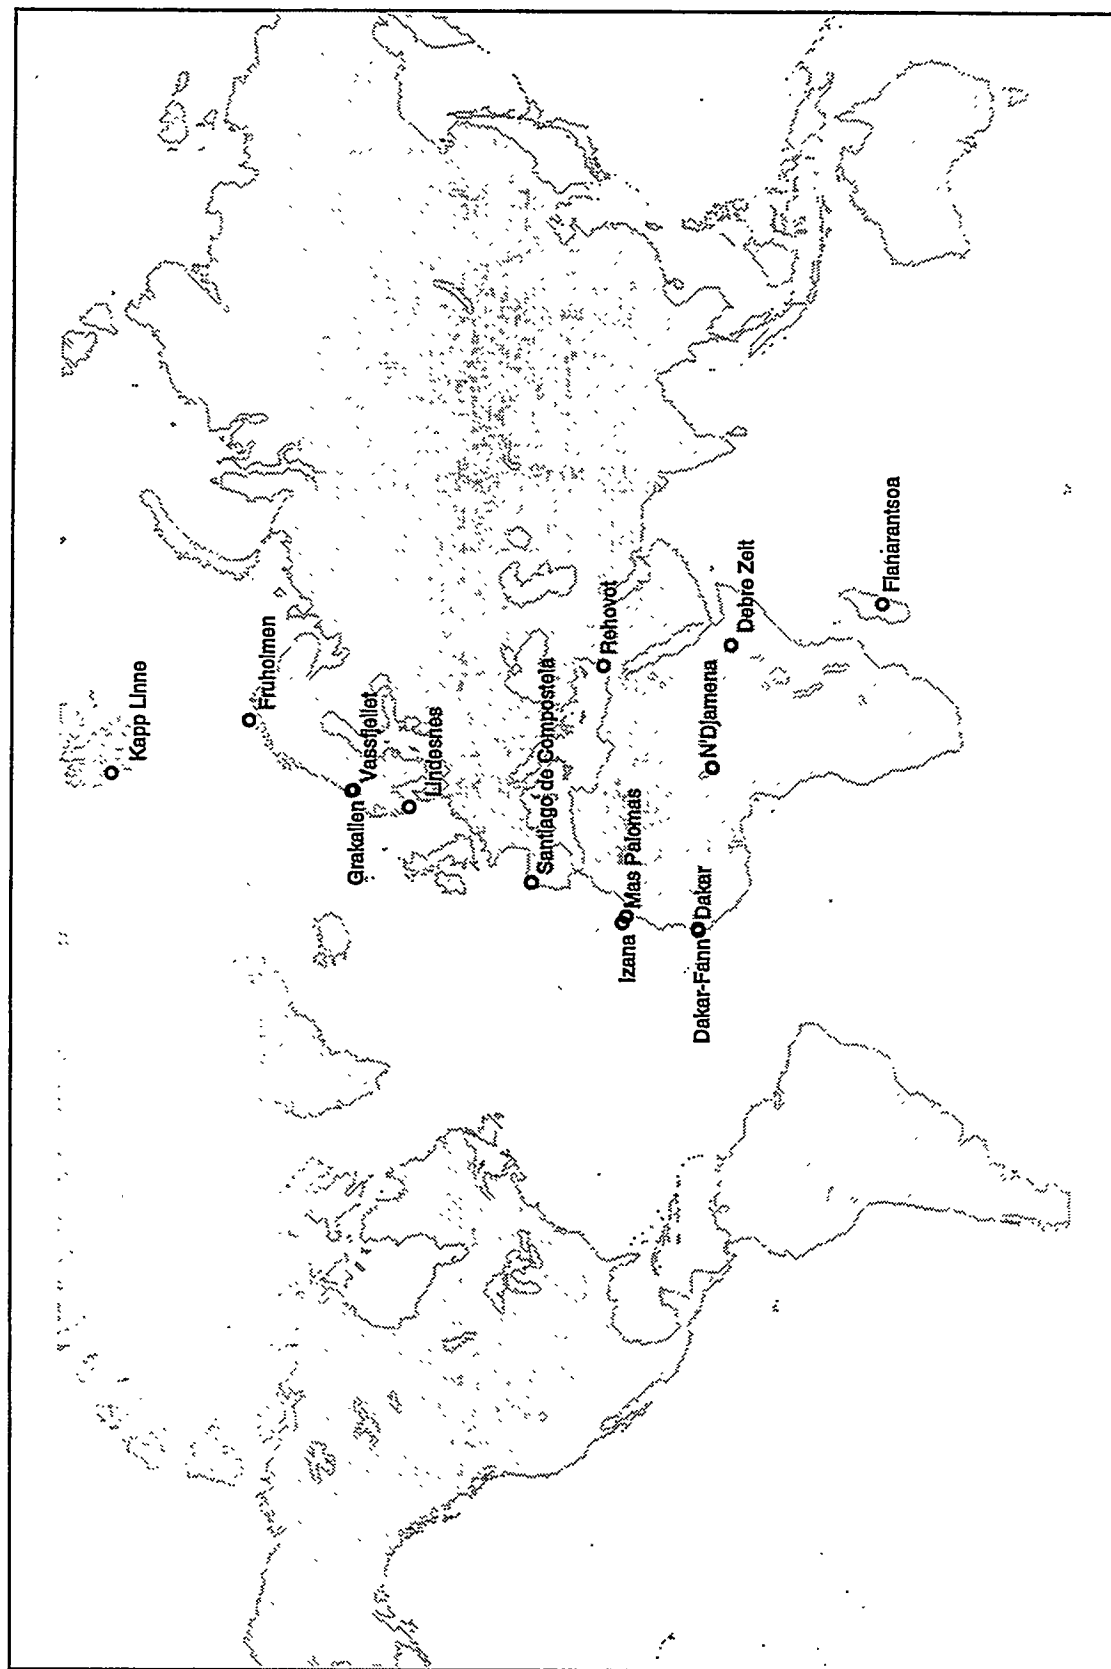 Kapp Linne
Fruholmen
Grakallen
Vassfjellet
Lindesnes
Santiago de Compostela
Rehovot
Izana
Mas Palomas
Dakar-Fann
Dakar
N'Djamena
Debre Zeit
Fianarantsoa